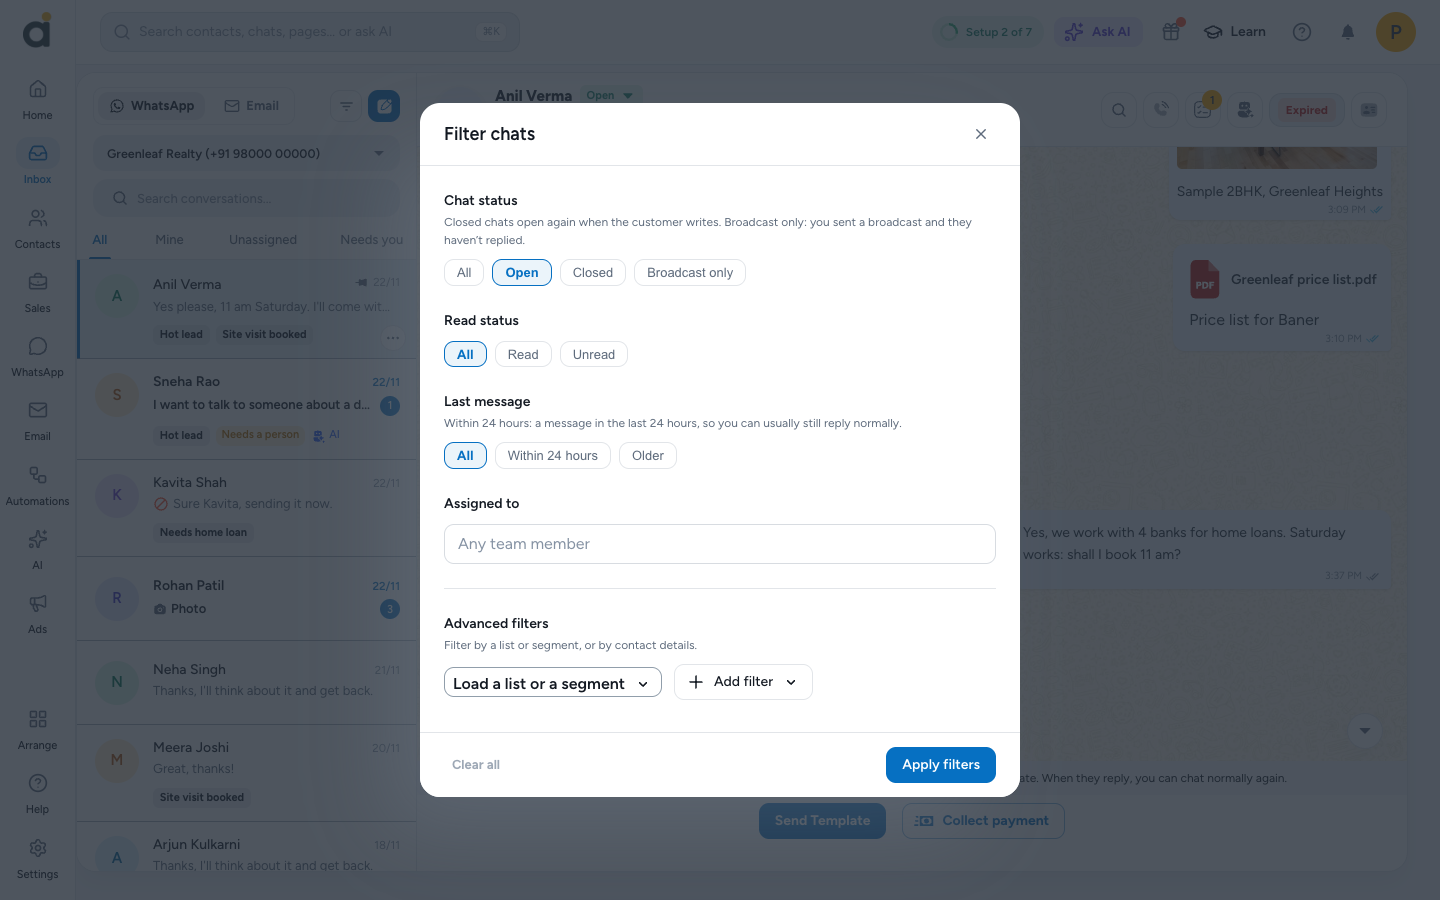 Search contacts, chats, pages... or ask AI
⌘K
Setup 2 of 7
Ask AI
Learn
P
Home
Inbox
Contacts
Sales
WhatsApp
Email
Automations
AI
Ads
Arrange
Help
Settings
WhatsApp
Email
Greenleaf Realty (+91 98000 00000)
Search conversations...
All
Mine
Unassigned
Needs you
A
Anil Verma
22/11
Yes please, 11 am Saturday. I'll come wit...
Hot lead
Site visit booked
S
Sneha Rao
22/11
I want to talk to someone about a d...
1
Hot lead
Needs a person
AI
K
Kavita Shah
22/11
Sure Kavita, sending it now.
Needs home loan
R
Rohan Patil
22/11
Photo
3
N
Neha Singh
21/11
Thanks, I'll think about it and get back.
M
Meera Joshi
20/11
Great, thanks!
Site visit booked
A
Arjun Kulkarni
18/11
Thanks, I'll think about it and get back.
Anil Verma
Open
1
Expired
Sample 2BHK, Greenleaf Heights
3:09 PM
PDF
Greenleaf price list.pdf
Price list for Baner
3:10 PM
Yes, we work with 4 banks for home loans. Saturday
works: shall I book 11 am?
3:37 PM
When they reply, you can chat normally again.
Send Template
Collect payment
Filter chats
Chat status
Closed chats open again when the customer writes. Broadcast only: you sent a broadcast and they
haven't replied.
All
Open
Closed
Broadcast only
Read status
All
Read
Unread
Last message
Within 24 hours: a message in the last 24 hours, so you can usually still reply normally.
All
Within 24 hours
Older
Assigned to
Any team member
Advanced filters
Filter by a list or segment, or by contact details.
Load a list or a segment
Add filter
Clear all
Apply filters